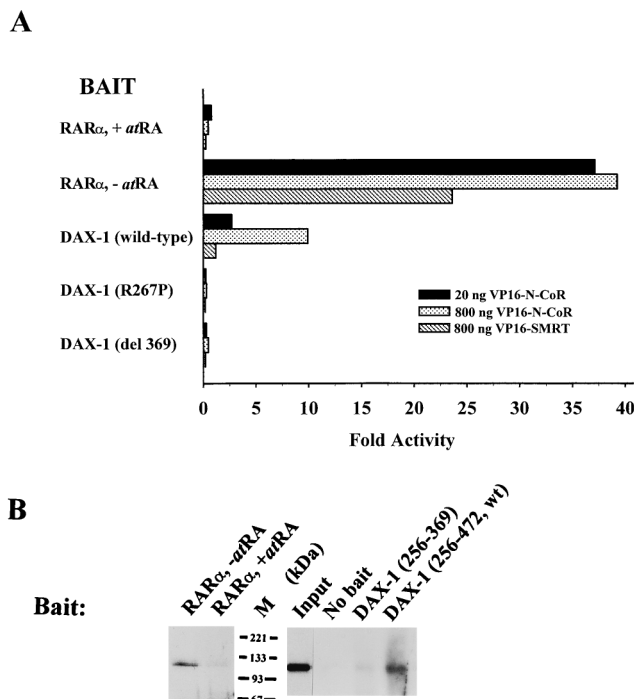 A
BAIT
RARα, + atRA
RARα, - atRA
DAX-1 (wild-type)
DAX-1 (R267P)
DAX-1 (del 369)
20 ng VP16-N-CoR
800 ng VP16-N-CoR
800 ng VP16-SMRT
0 5 10 15 20 25 30 35 40
Fold Activity
B
Bait:
RARα, -atRA
RARα, +atRA
M (kDa)
Input
No bait
DAX-1 (256-369)
DAX-1 (256-472, wt)
221
133
93
67